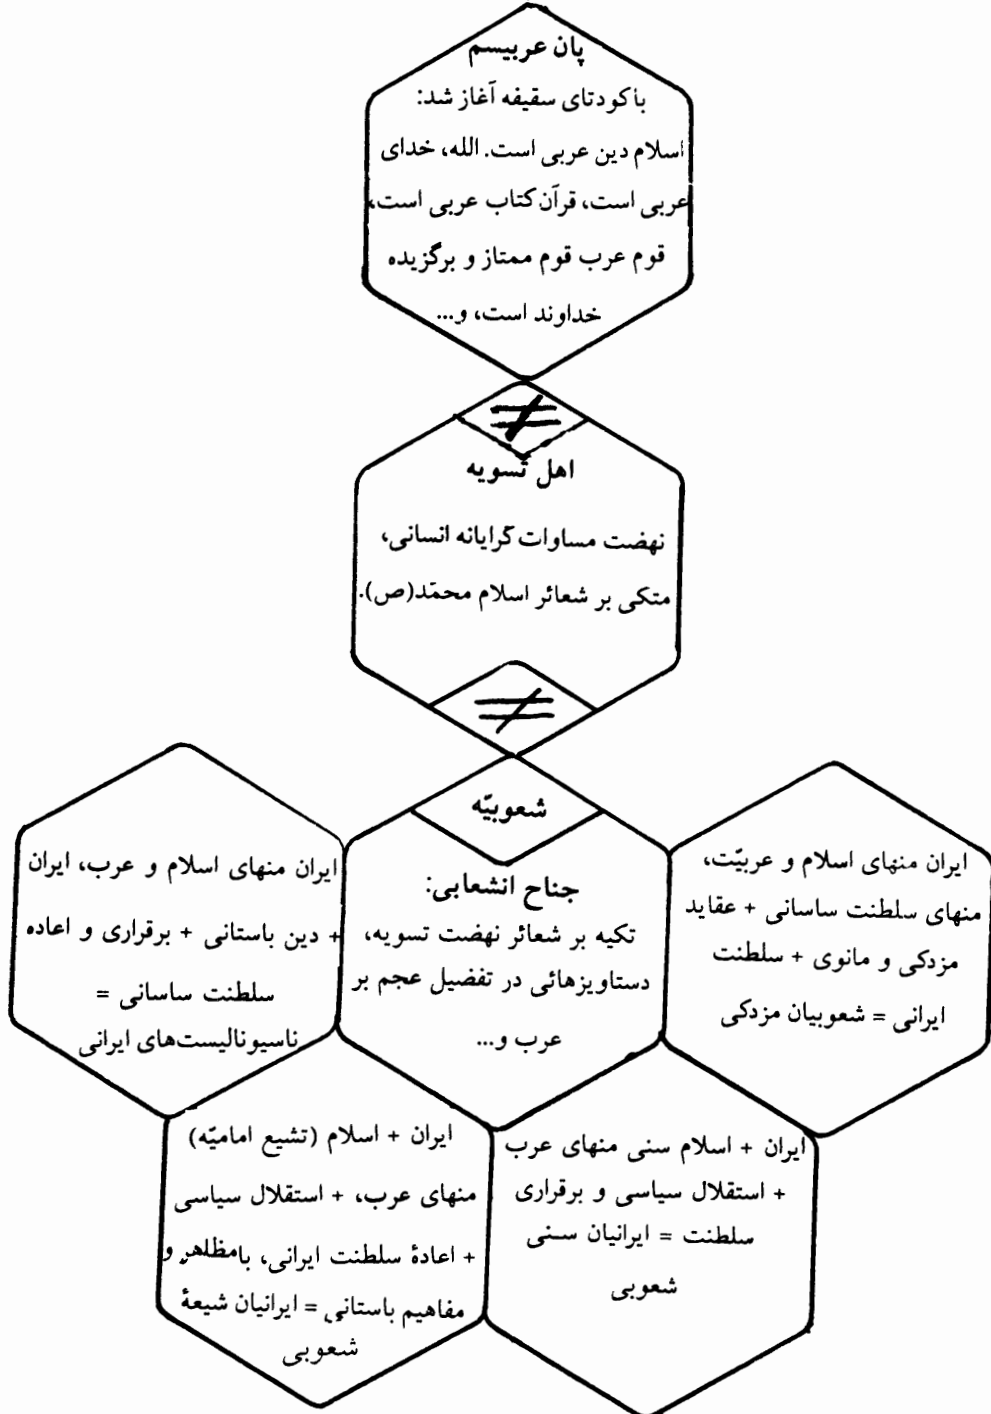 پان عربیسم
با کودتای سقیفه آغاز شد:
اسلام دین عربی است. الله، خدای
عربی است، قرآن کتاب عربی است،
قوم عرب قوم ممتاز و برگزیده
خداوند است، و...
≠
اهل تسویه
نهضت مساوات گرایانه انسانی،
متکی بر شعائر اسلام محمّد(ص).
≠
شعوبیّه
جناح انشعابی:
تکیه بر شعائر نهضت تسویه،
دستاویزهائی در تفضیل عجم بر
عرب و...
ایران منهای اسلام و عربیّت،
منهای سلطنت ساسانی + عقاید
مزدکی و مانوی + سلطنت
ایرانی = شعوبیان مزدکی
ایران منهای اسلام و عرب، ایران
+ دین باستانی + برقراری و اعاده
سلطنت ساسانی =
ناسیونالیست‌های ایرانی
ایران + اسلام سنی منهای عرب
+ استقلال سیاسی و برقراری
سلطنت = ایرانیان سنی
شعوبی
ایران + اسلام (تشیع امامیّه)
منهای عرب، + استقلال سیاسی
+ اعادهٔ سلطنت ایرانی، با مظاهر و
مفاهیم باستانی = ایرانیان شیعهٔ
شعوبی